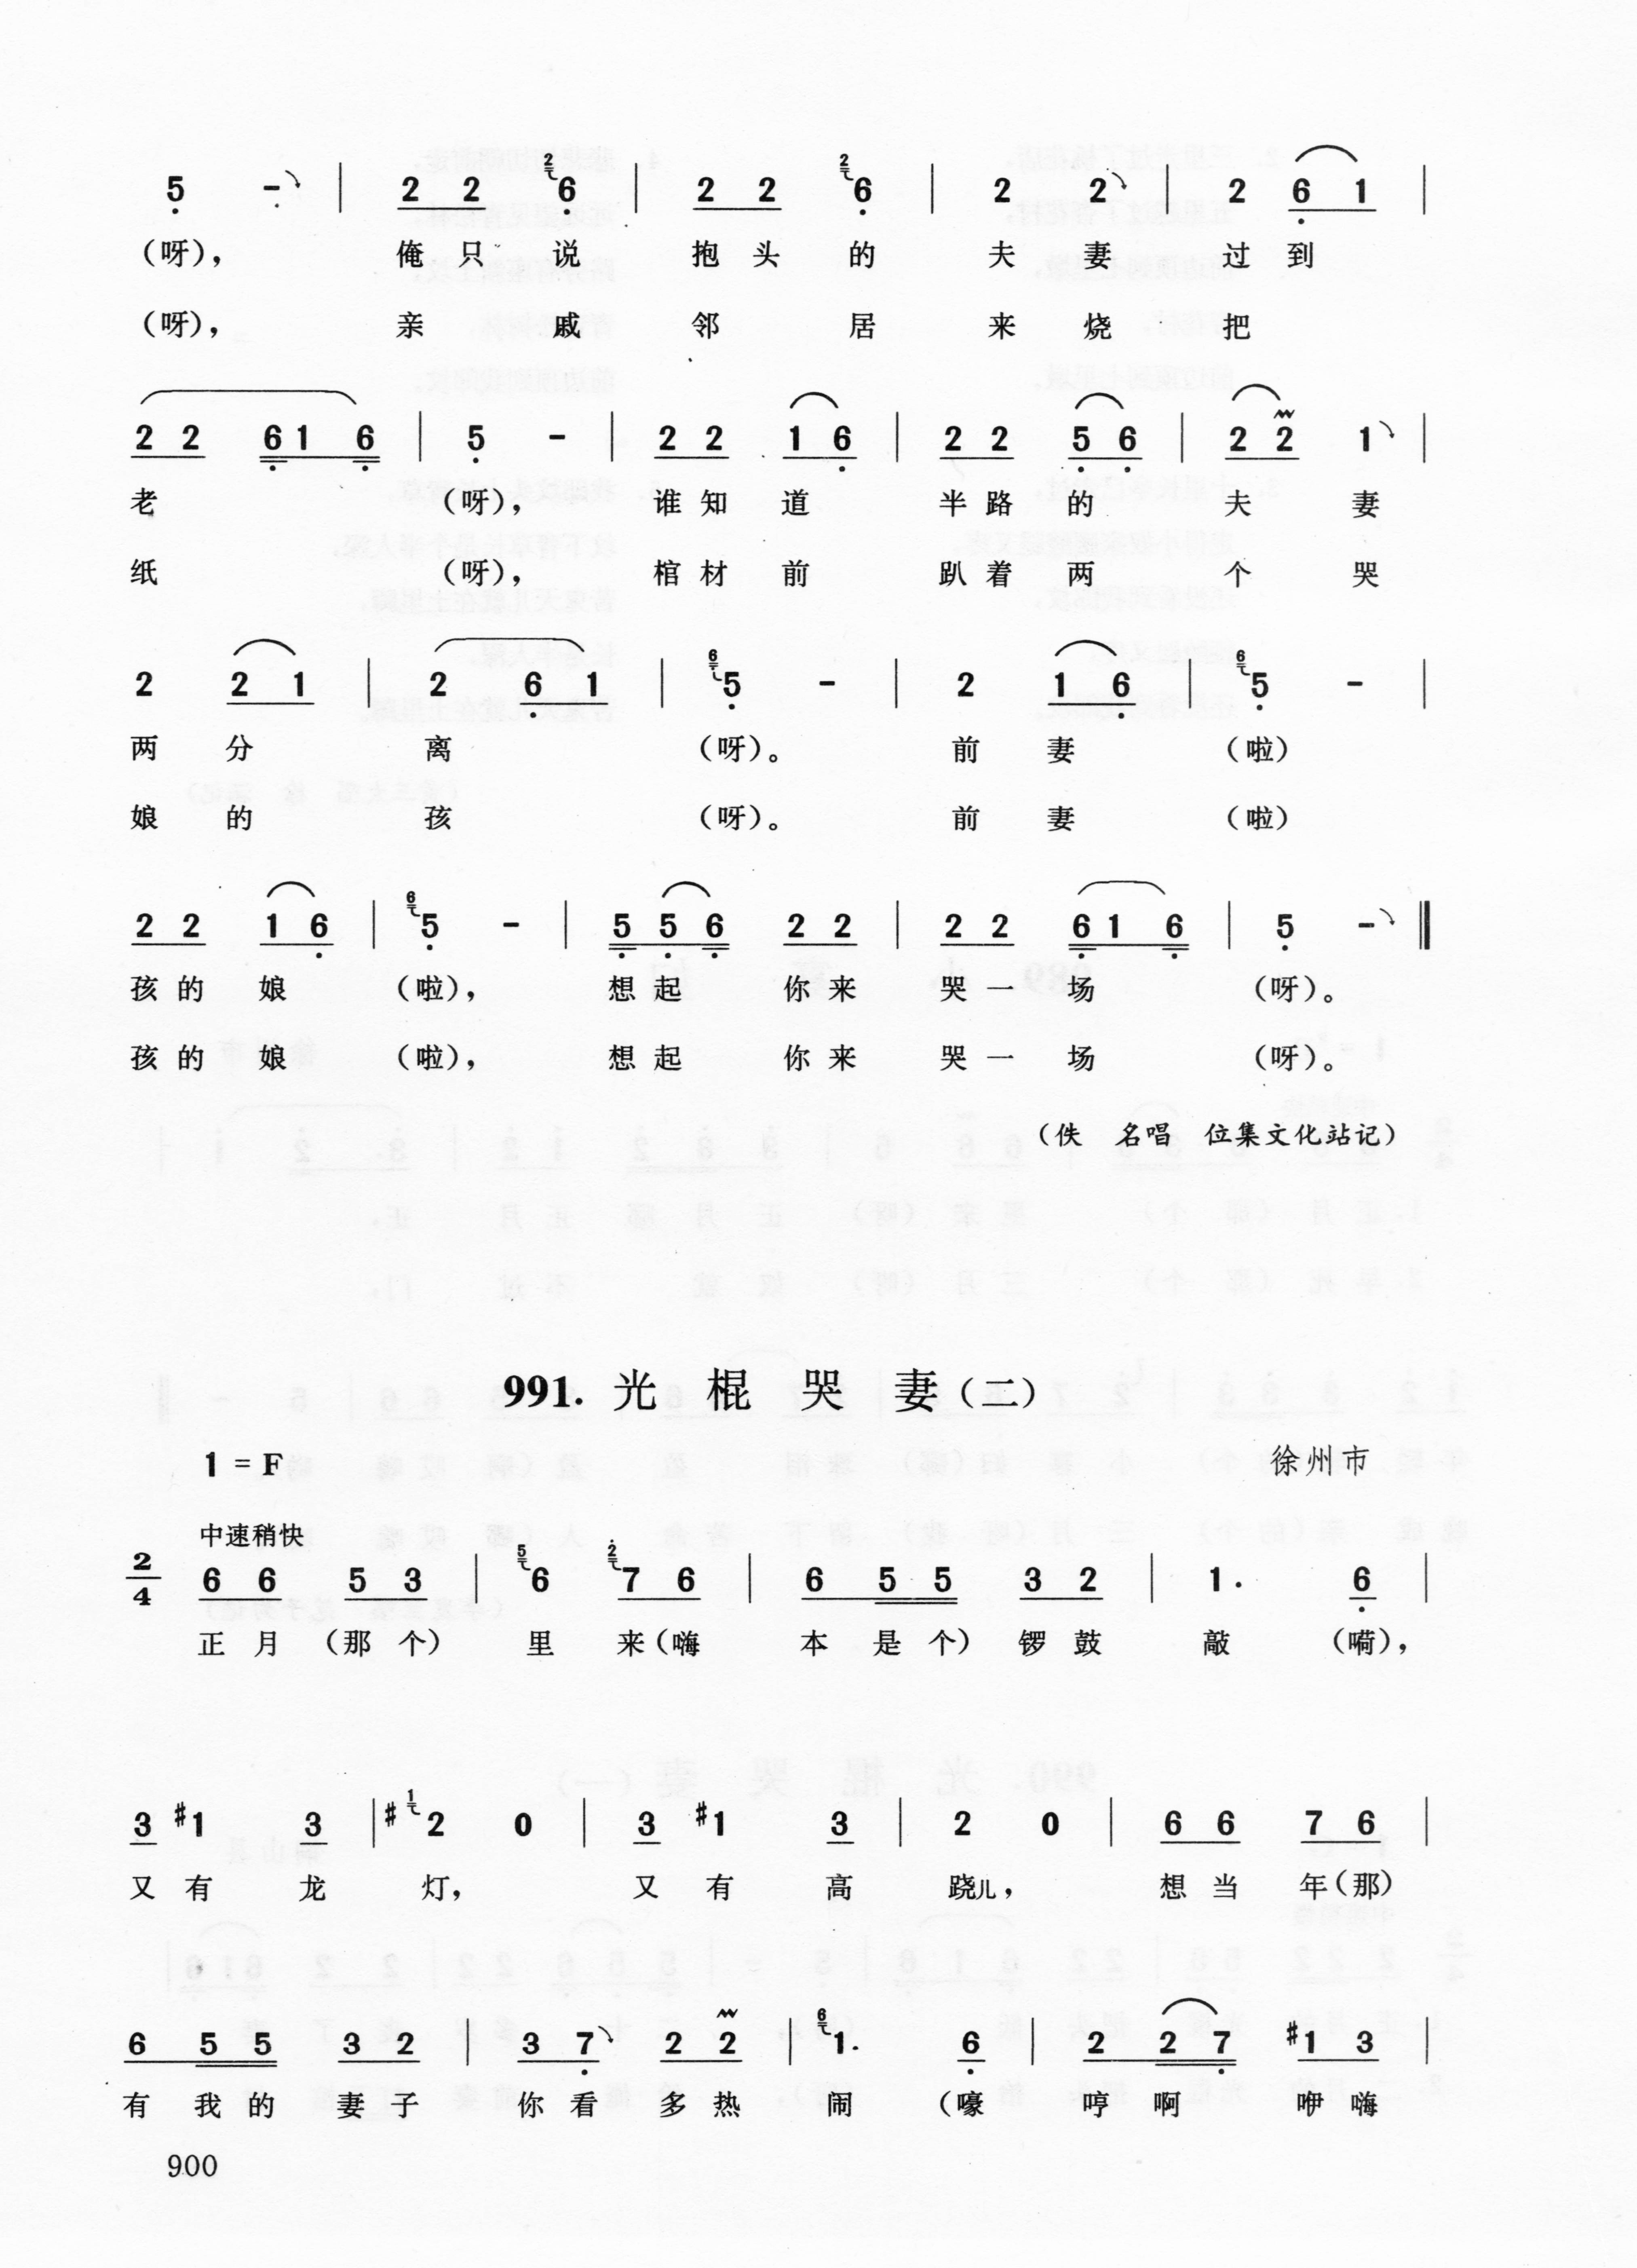 5 - | 2 2 2 6 | 2 2 2 6 | 2 2 | 2 6 1 |
（呀）， 俺 只 说 抱 头 的 夫 妻 过 到
（呀）， 亲 戚 邻 居 来 烧 把
2 2 6 1 6 | 5 - | 2 2 1 6 | 2 2 5 6 | 2 2 1 |
老 （呀）， 谁 知 道 半 路 的 夫 妻
纸 （呀）， 棺 材 前 趴 着 两 个 哭
2 2 1 | 2 6 1 | 6 5 - | 2 1 6 | 6 5 - |
两 分 离 （呀）。 前 妻 （啦）
娘 的 孩 （呀）。 前 妻 （啦）
2 2 1 6 | 6 5 - | 5 5 6 2 2 | 2 2 6 1 6 | 5 - ‖
孩 的 娘 （啦）， 想 起 你 来 哭 一 场 （呀）。
孩 的 娘 （啦）， 想 起 你 来 哭 一 场 （呀）。
（佚 名唱 位集文化站记）
991. 光 棍 哭 妻（二）
1 = F 徐州市
中速稍快
2/4 6 6 5 3 | 5 6 2 7 6 | 6 5 5 3 2 | 1. 6 |
正 月 （那 个） 里 来（嗨 本 是 个） 锣 鼓 敲 （嗬），
3 #1 3 | #1 2 0 | 3 #1 3 | 2 0 | 6 6 7 6 |
又 有 龙 灯， 又 有 高 跷儿， 想 当 年（那）
6 5 5 3 2 | 3 7 2 2 | 6 1. 6 | 2 2 7 #1 3 |
有 我 的 妻 子 你 看 多 热 闹 （嚎 哼 啊 咿 嗨
900